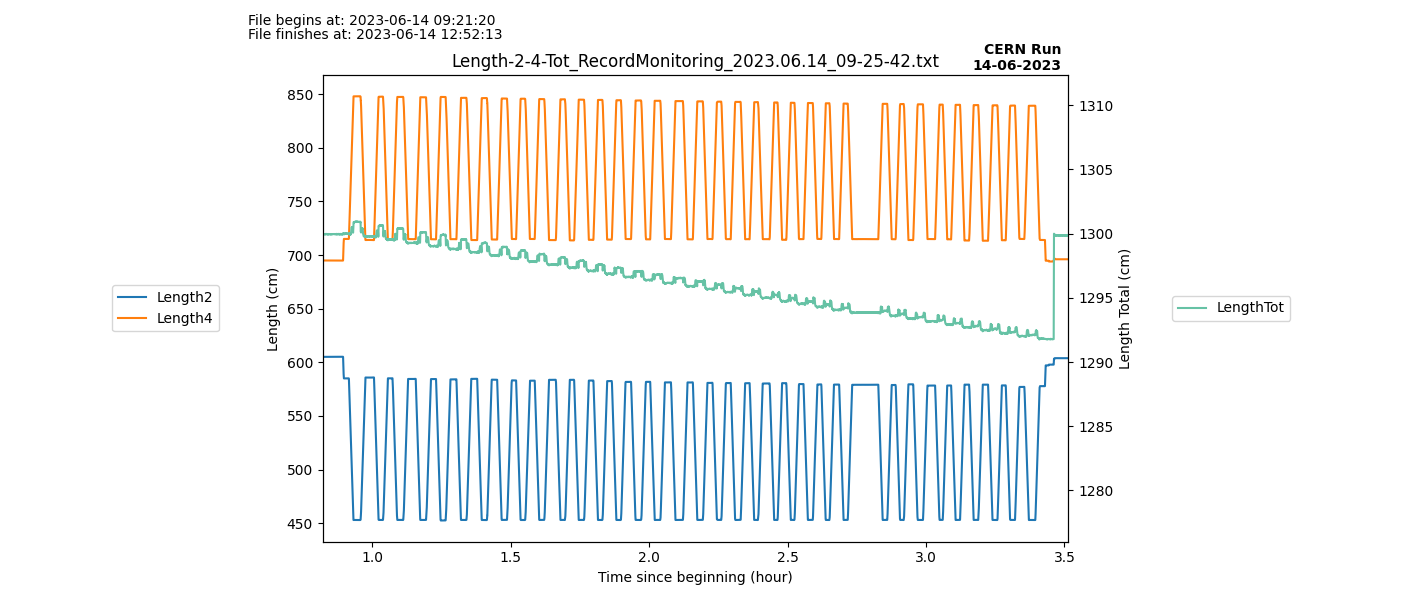 File begins at: 2023-06-14 09:21:20
File finishes at: 2023-06-14 12:52:13
CERN Run
14-06-2023
Length-2-4-Tot_RecordMonitoring_2023.06.14_09-25-42.txt
850
800
750
700
650
600
550
500
450
Length (cm)
1310
1305
1300
1295
1290
1285
1280
Length Total (cm)
Length2
Length4
LengthTot
1.0 1.5 2.0 2.5 3.0 3.5
Time since beginning (hour)